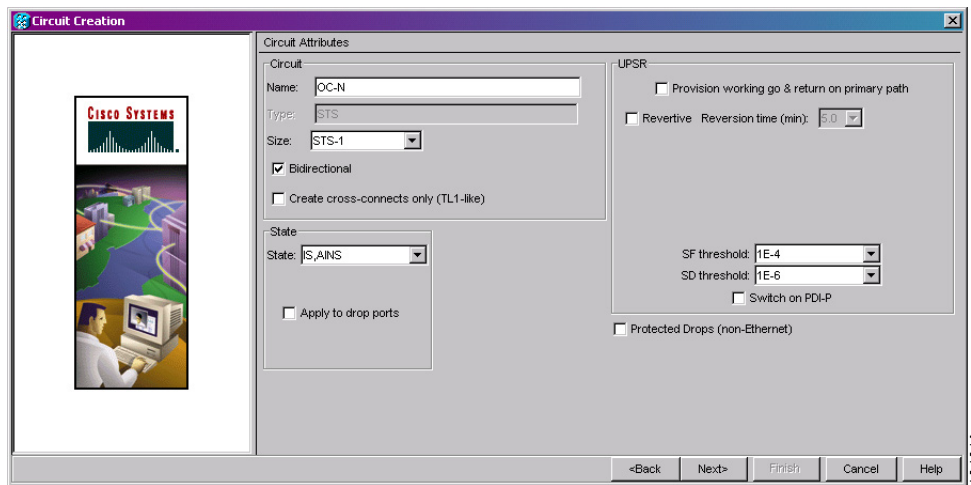 Circuit Creation
CISCO SYSTEMS
Circuit Attributes
Circuit
Name: OC-N
Type: STS
Size: STS-1
Bidirectional
Create cross-connects only (TL1-like)
State
State: IS,AINS
Apply to drop ports
UPSR
Provision working go & return on primary path
Revertive Reversion time (min): 5.0
SF threshold: 1E-4
SD threshold: 1E-6
Switch on PDI-P
Protected Drops (non-Ethernet)
<Back Next> Finish Cancel Help